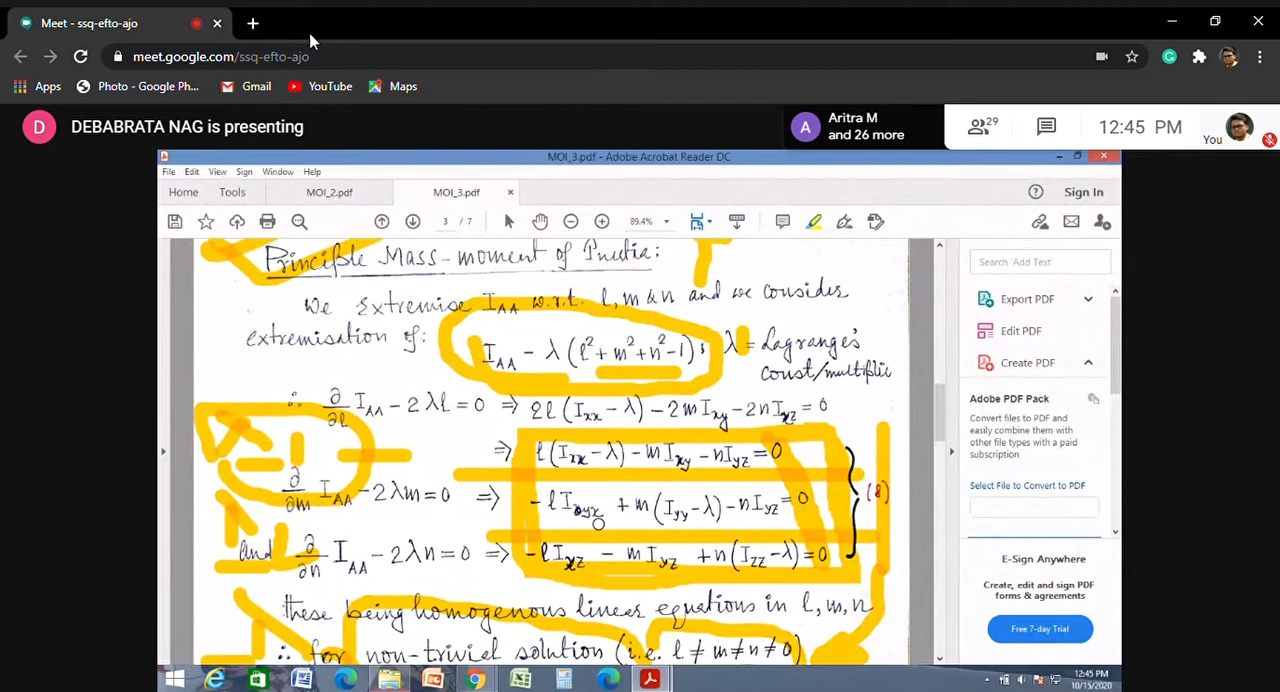 Meet - ssq-efto-ajo
meet.google.com/ssq-efto-ajo
Apps Photo - Google Ph... Gmail YouTube Maps
D DEBABRATA NAG is presenting
A Aritra M
and 26 more
29
12:45 PM
You
MOI_3.pdf - Adobe Acrobat Reader DC
File Edit View Sign Window Help
Home Tools MOI_2.pdf MOI_3.pdf
Sign In
3 / 7 89.4%
Principle Mass-moment of Inertia:
We Extremise I_AA w.r.t. l, m & n and we consider
extremisation of: I_AA - λ (l² + m² + n² - 1); λ = Lagrange's
const/multiplie
∴ ∂/∂l I_AA - 2λl = 0 ⇒ 2l (I_xx - λ) - 2m I_xy - 2n I_xz = 0
⇒ l (I_xx - λ) - m I_xy - n I_yz = 0
∂/∂m I_AA - 2λm = 0 ⇒ - l I_yx + m (I_yy - λ) - n I_yz = 0 (8)
and ∂/∂n I_AA - 2λn = 0 ⇒ - l I_xz - m I_yz + n (I_zz - λ) = 0
these being homogenous linear equations in l, m, n
∴ for non-trivial solution (i.e. l ≠ m ≠ n ≠ 0)
Search 'Add Text'
Export PDF
Edit PDF
Create PDF
Adobe PDF Pack
Convert files to PDF and
easily combine them with
other file types with a paid
subscription.
Select File to Convert to PDF
E-Sign Anywhere
Create, edit and sign PDF
forms & agreements
Free 7-day Trial
12:45 PM
10/15/2020